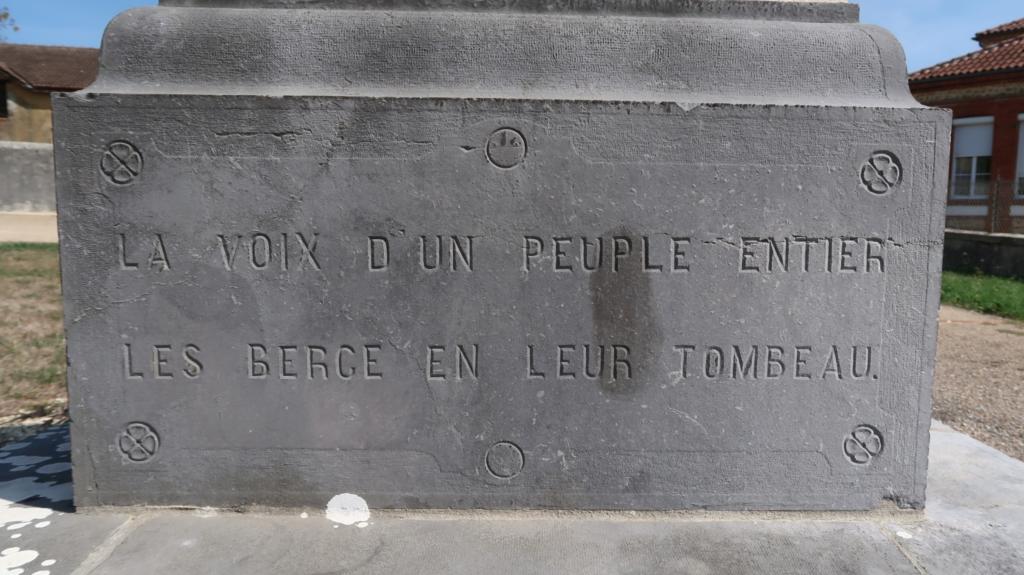 LA VOIX D'UN PEUPLE ENTIER
LES BERCE EN LEUR TOMBEAU.